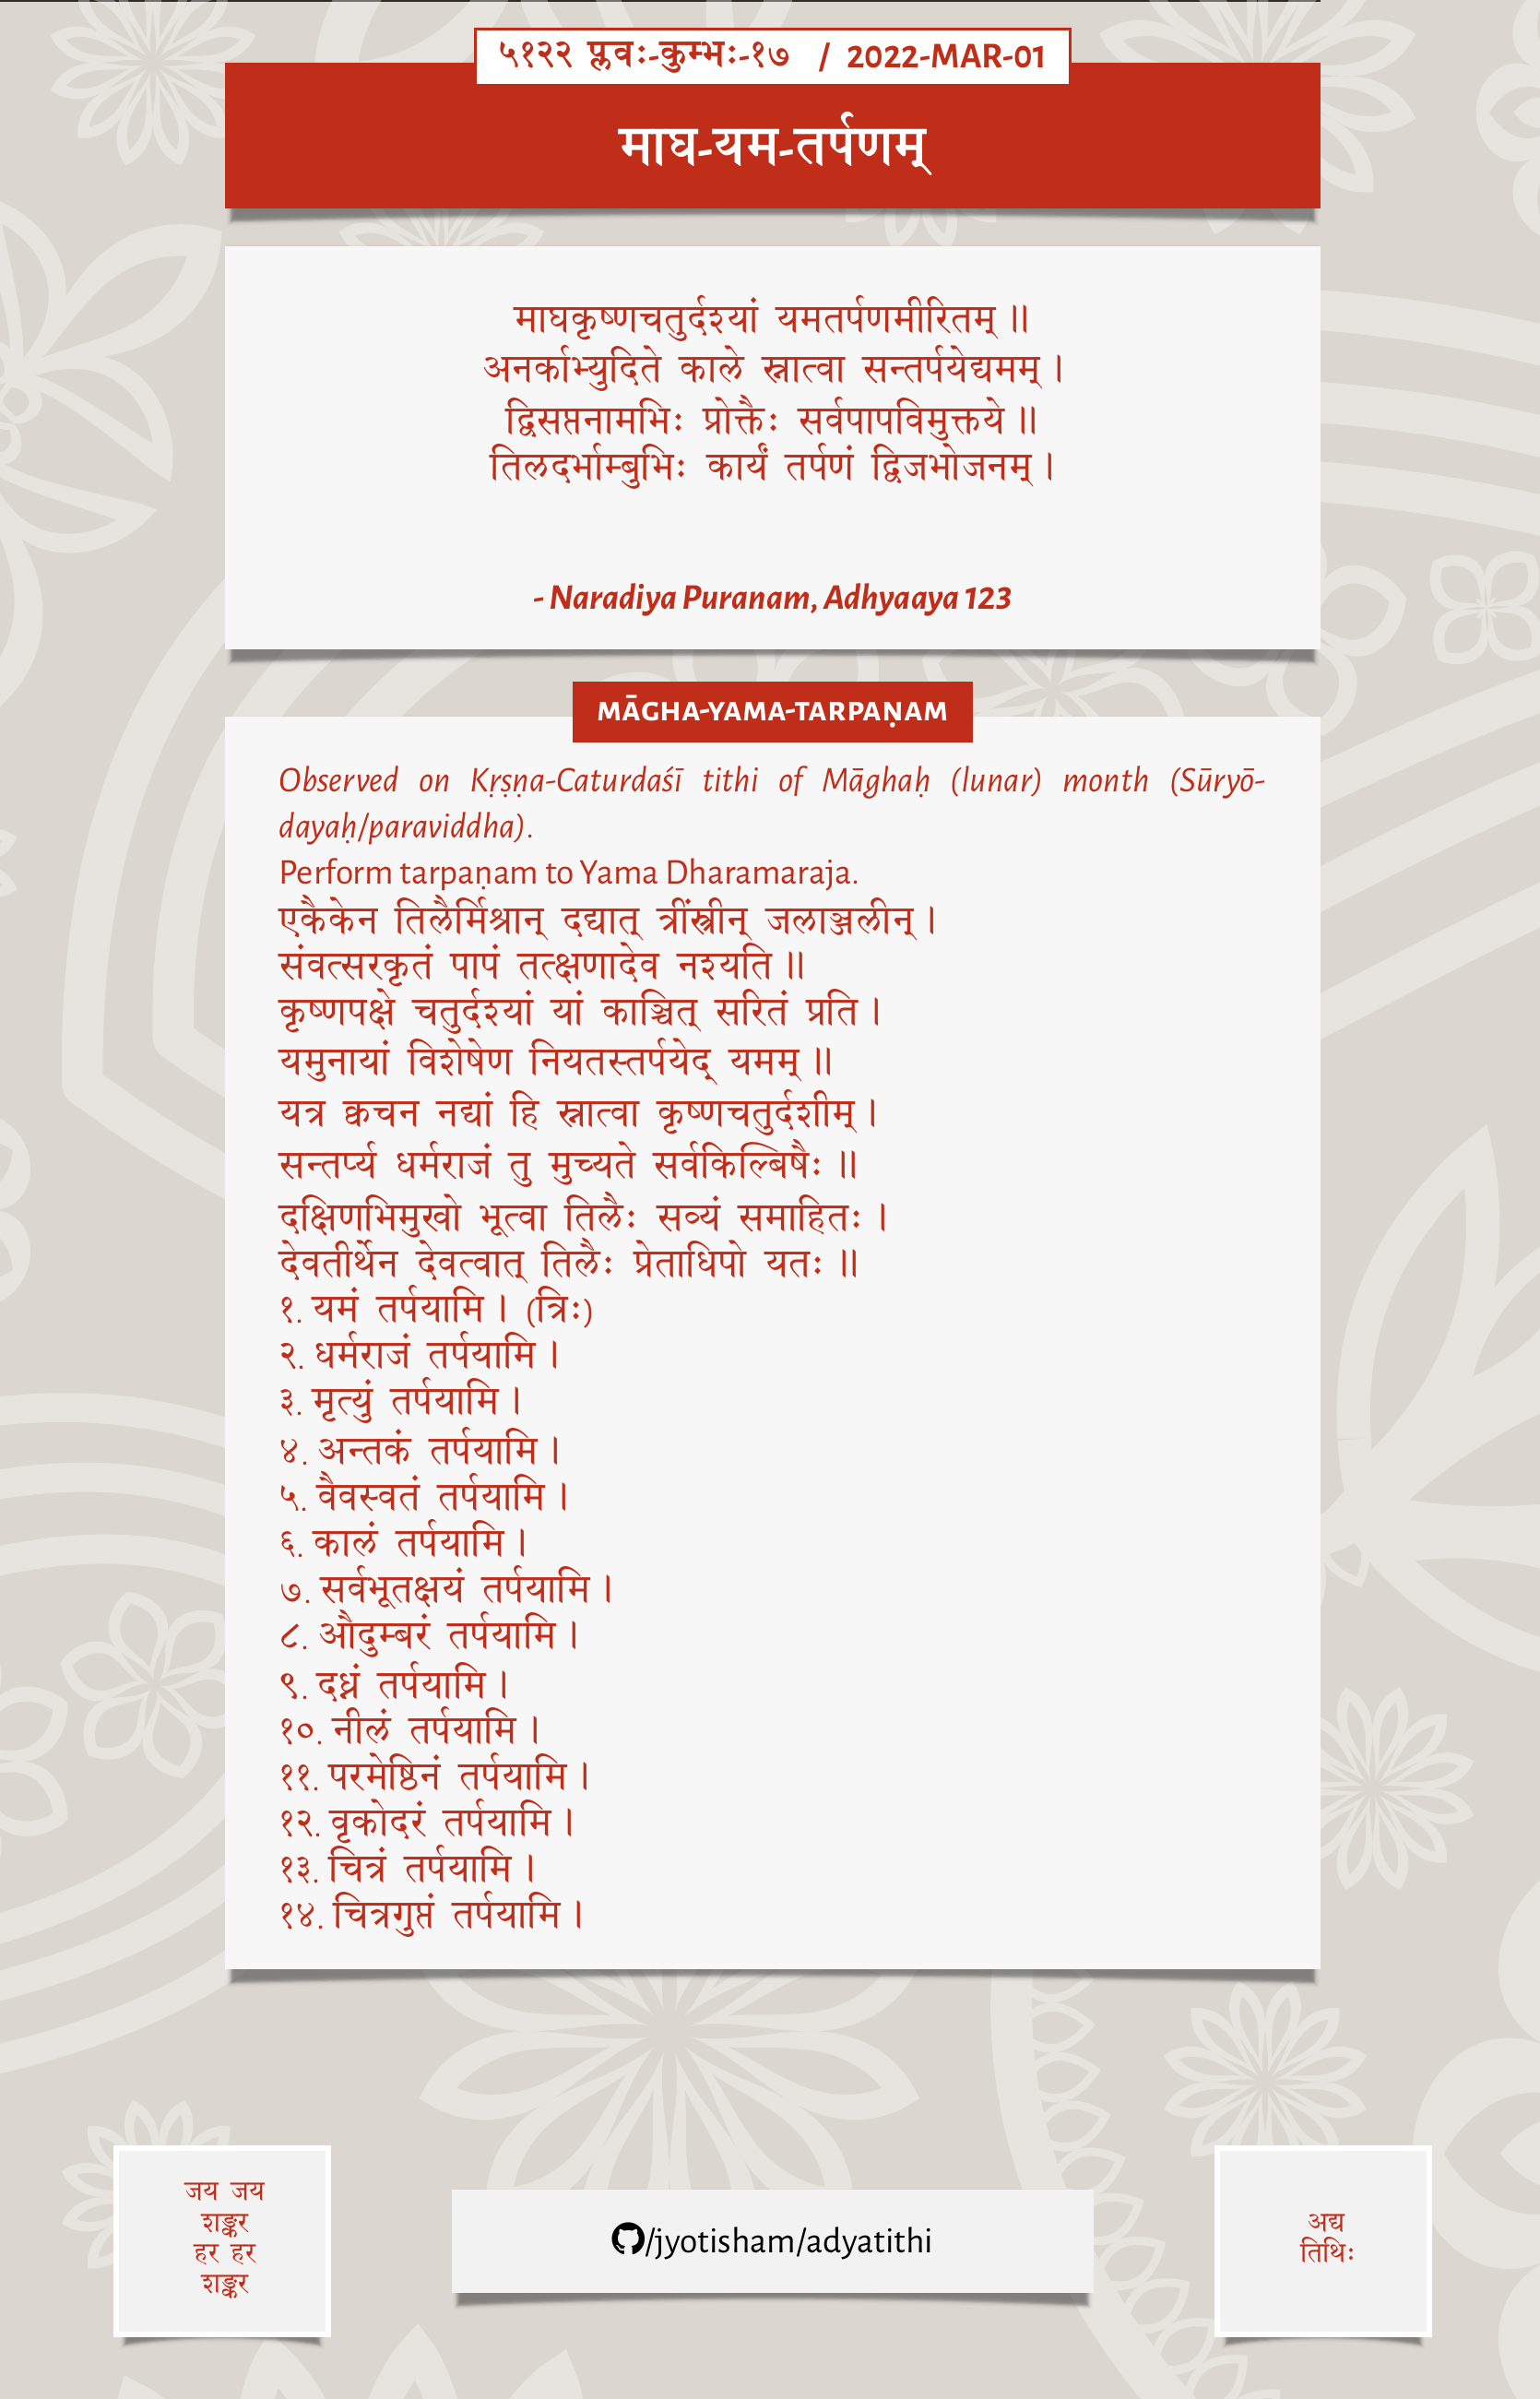 ५१२२ प्लवः-कुम्भः-१७ / 2022-MAR-01
माघ-यम-तर्पणम्
माघकृष्णचतुर्दश्यां यमतर्पणमीरितम् ॥
अनर्काभ्युदिते काले स्नात्वा सन्तर्पयेद्यमम् ।
द्विसप्तनामभिः प्रोक्तैः सर्वपापविमुक्तये ॥
तिलदर्भाम्बुभिः कार्यं तर्पणं द्विजभोजनम् ।
- Naradiya Puranam, Adhyaaya 123
MĀGHA-YAMA-TARPAṆAM
Observed on Kṛṣṇa-Caturdaśī tithi of Māghaḥ (lunar) month (Sūryō-
dayaḥ/paraviddha).
Perform tarpaṇam to Yama Dharamaraja.
एकैकेन तिलैर्मिश्रान् दद्यात् त्रींस्त्रीन् जलाञ्जलीन् ।
संवत्सरकृतं पापं तत्क्षणादेव नश्यति ॥
कृष्णपक्षे चतुर्दश्यां यां काञ्चित् सरितं प्रति ।
यमुनायां विशेषेण नियतस्तर्पयेद् यमम् ॥
यत्र क्वचन नद्यां हि स्नात्वा कृष्णचतुर्दशीम् ।
सन्तर्प्य धर्मराजं तु मुच्यते सर्वकिल्बिषैः ॥
दक्षिणभिमुखो भूत्वा तिलैः सव्यं समाहितः ।
देवतीर्थेन देवत्वात् तिलैः प्रेताधिपो यतः ॥
१. यमं तर्पयामि । (त्रिः)
२. धर्मराजं तर्पयामि ।
३. मृत्युं तर्पयामि ।
४. अन्तकं तर्पयामि ।
५. वैवस्वतं तर्पयामि ।
६. कालं तर्पयामि ।
७. सर्वभूतक्षयं तर्पयामि ।
८. औदुम्बरं तर्पयामि ।
९. दध्नं तर्पयामि ।
१०. नीलं तर्पयामि ।
११. परमेष्ठिनं तर्पयामि ।
१२. वृकोदरं तर्पयामि ।
१३. चित्रं तर्पयामि ।
१४. चित्रगुप्तं तर्पयामि ।
जय जय
शङ्कर
हर हर
शङ्कर
/jyotisham/adyatithi
अद्य
तिथिः